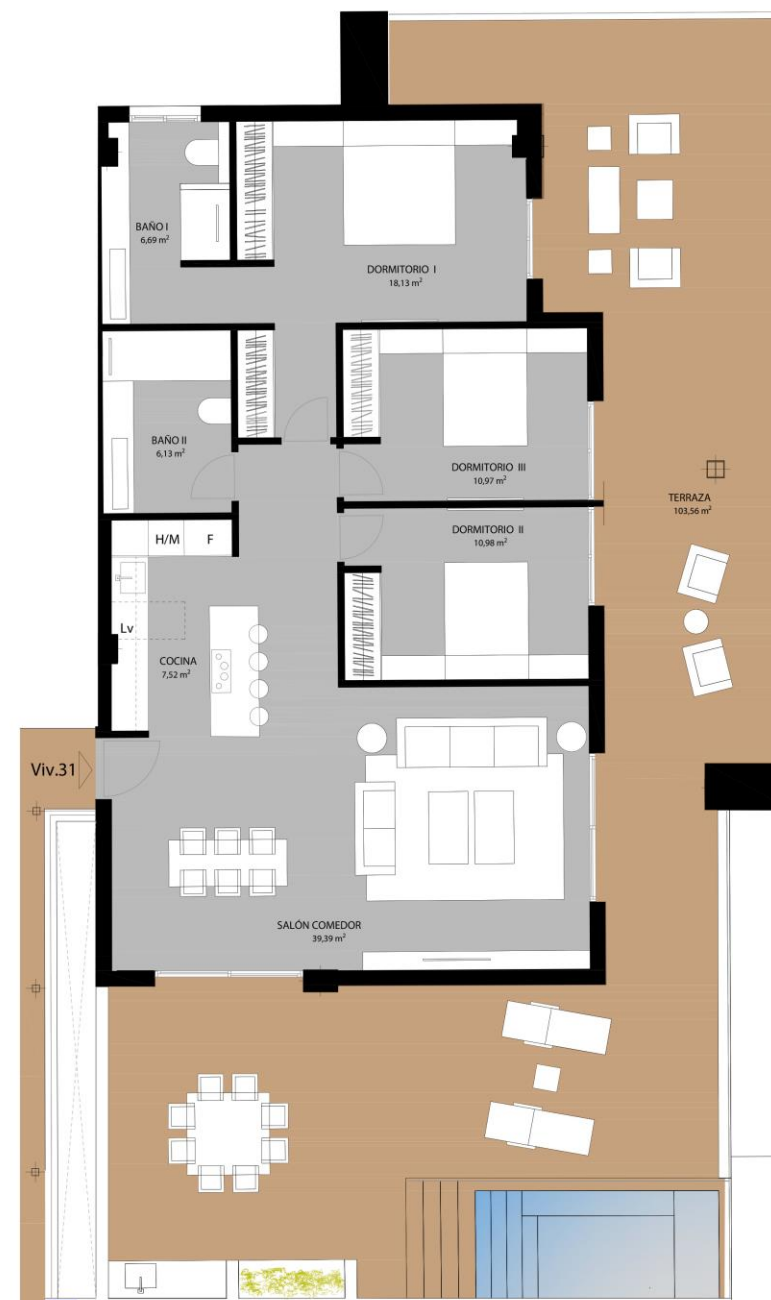 BAÑO I
6,69 m²
DORMITORIO I
18,13 m²
BAÑO II
6,13 m²
DORMITORIO III
10,97 m²
TERRAZA
103,56 m²
H/M
F
DORMITORIO II
10,98 m²
Lv
COCINA
7,52 m²
Viv.31
SALÓN COMEDOR
39,39 m²